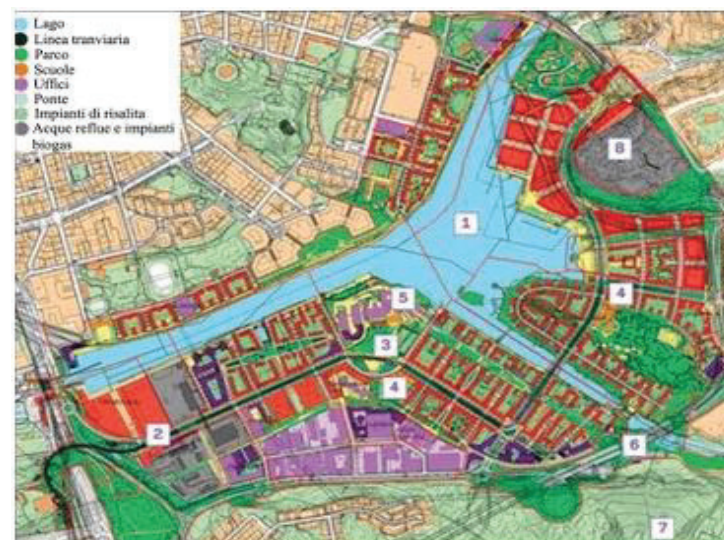 Lago
Linea tranviaria
Parco
Scuole
Uffici
Ponte
Impianti di risalita
Acque reflue e impianti
biogas
8
1
4
5
3
4
2
6
7